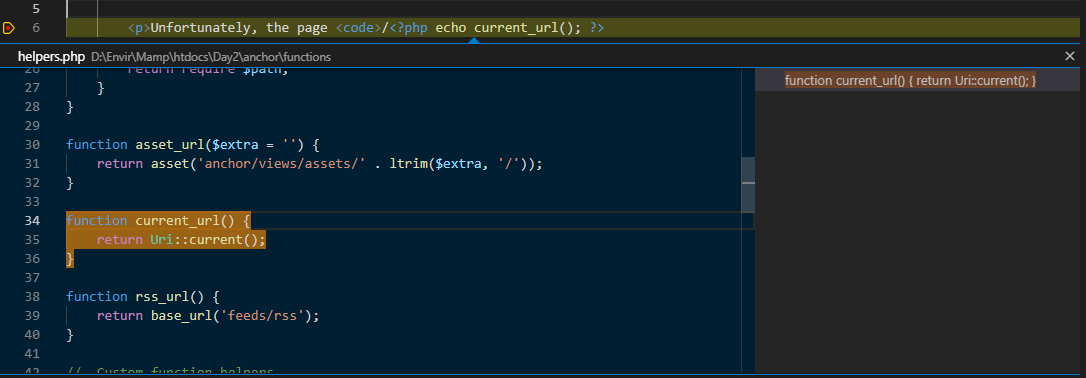 5
6 <p>Unfortunately, the page <code>/<?php echo current_url(); ?>
helpers.php D:\Envir\Mamp\htdocs\Day2\anchor\functions
26 return require $path;
27 }
28 }
29
30 function asset_url($extra = '') {
31 return asset('anchor/views/assets/' . ltrim($extra, '/'));
32 }
33
34 function current_url() {
35 return Uri::current();
36 }
37
38 function rss_url() {
39 return base_url('feeds/rss');
40 }
41
42 // Custom function helpers
function current_url() { return Uri::current(); }